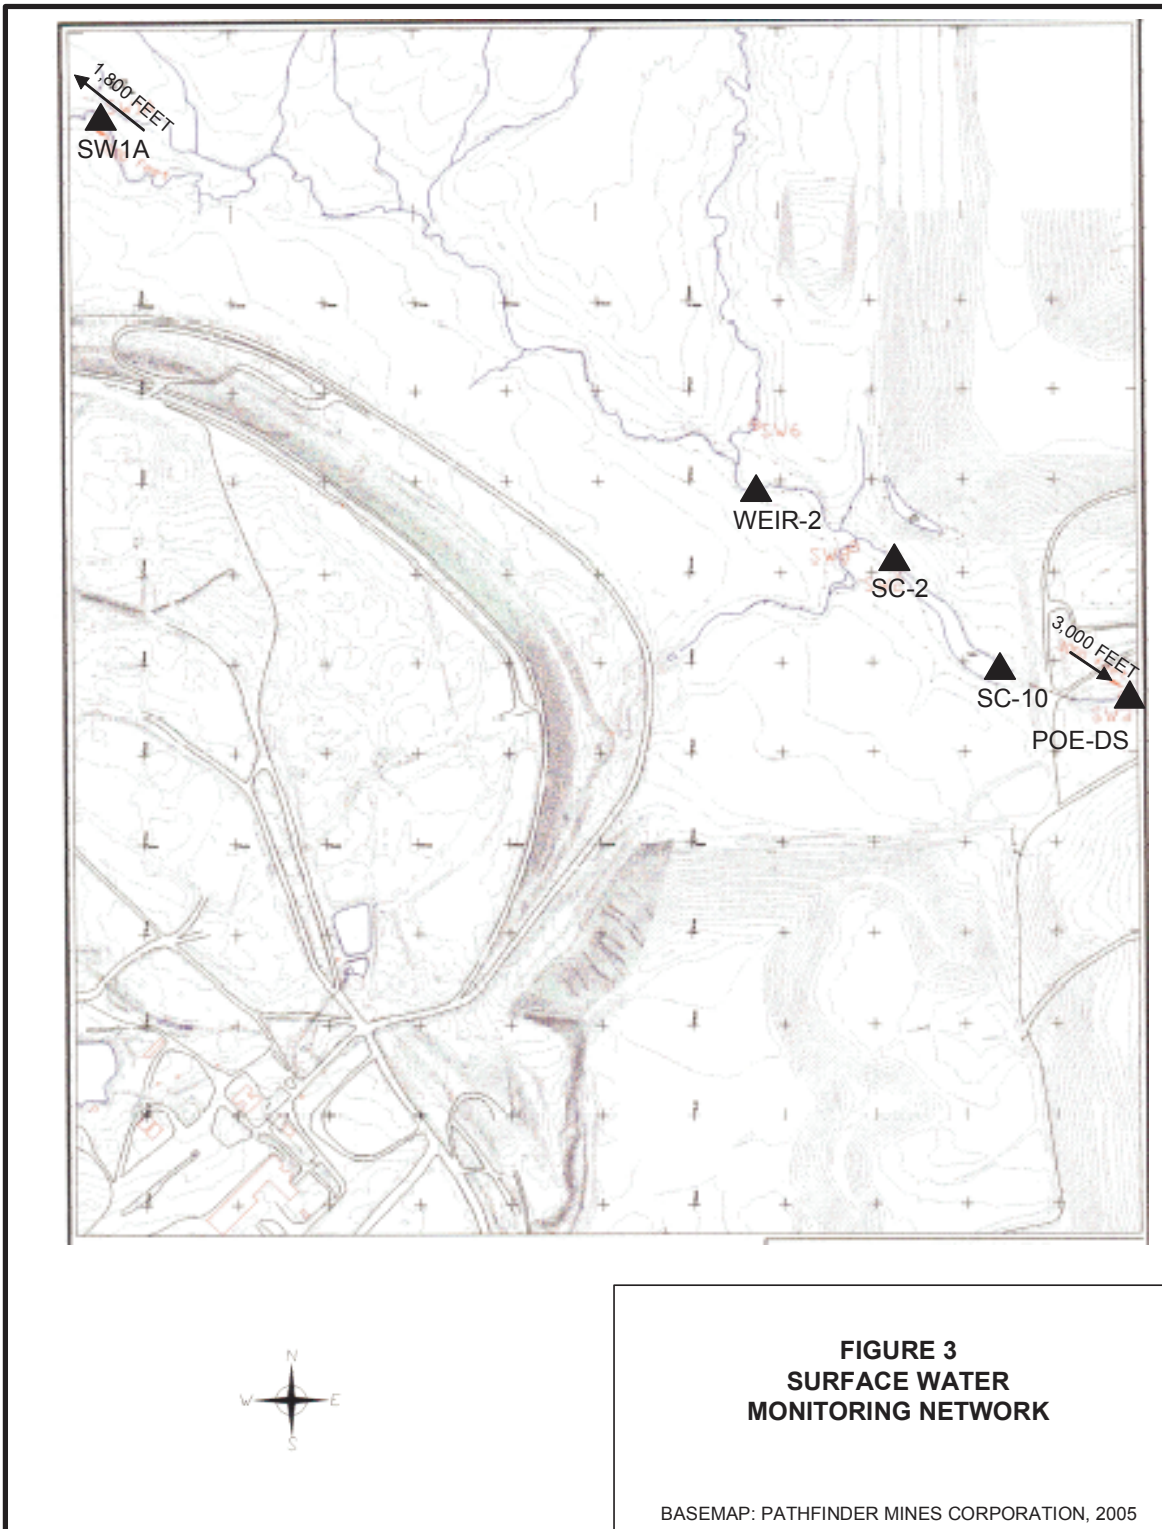 1,800 FEET
SW1A
SW6
WEIR-2
SC-2
3,000 FEET
SC-10
POE-DS
N
W E
S
FIGURE 3
SURFACE WATER
MONITORING NETWORK
BASEMAP: PATHFINDER MINES CORPORATION, 2005